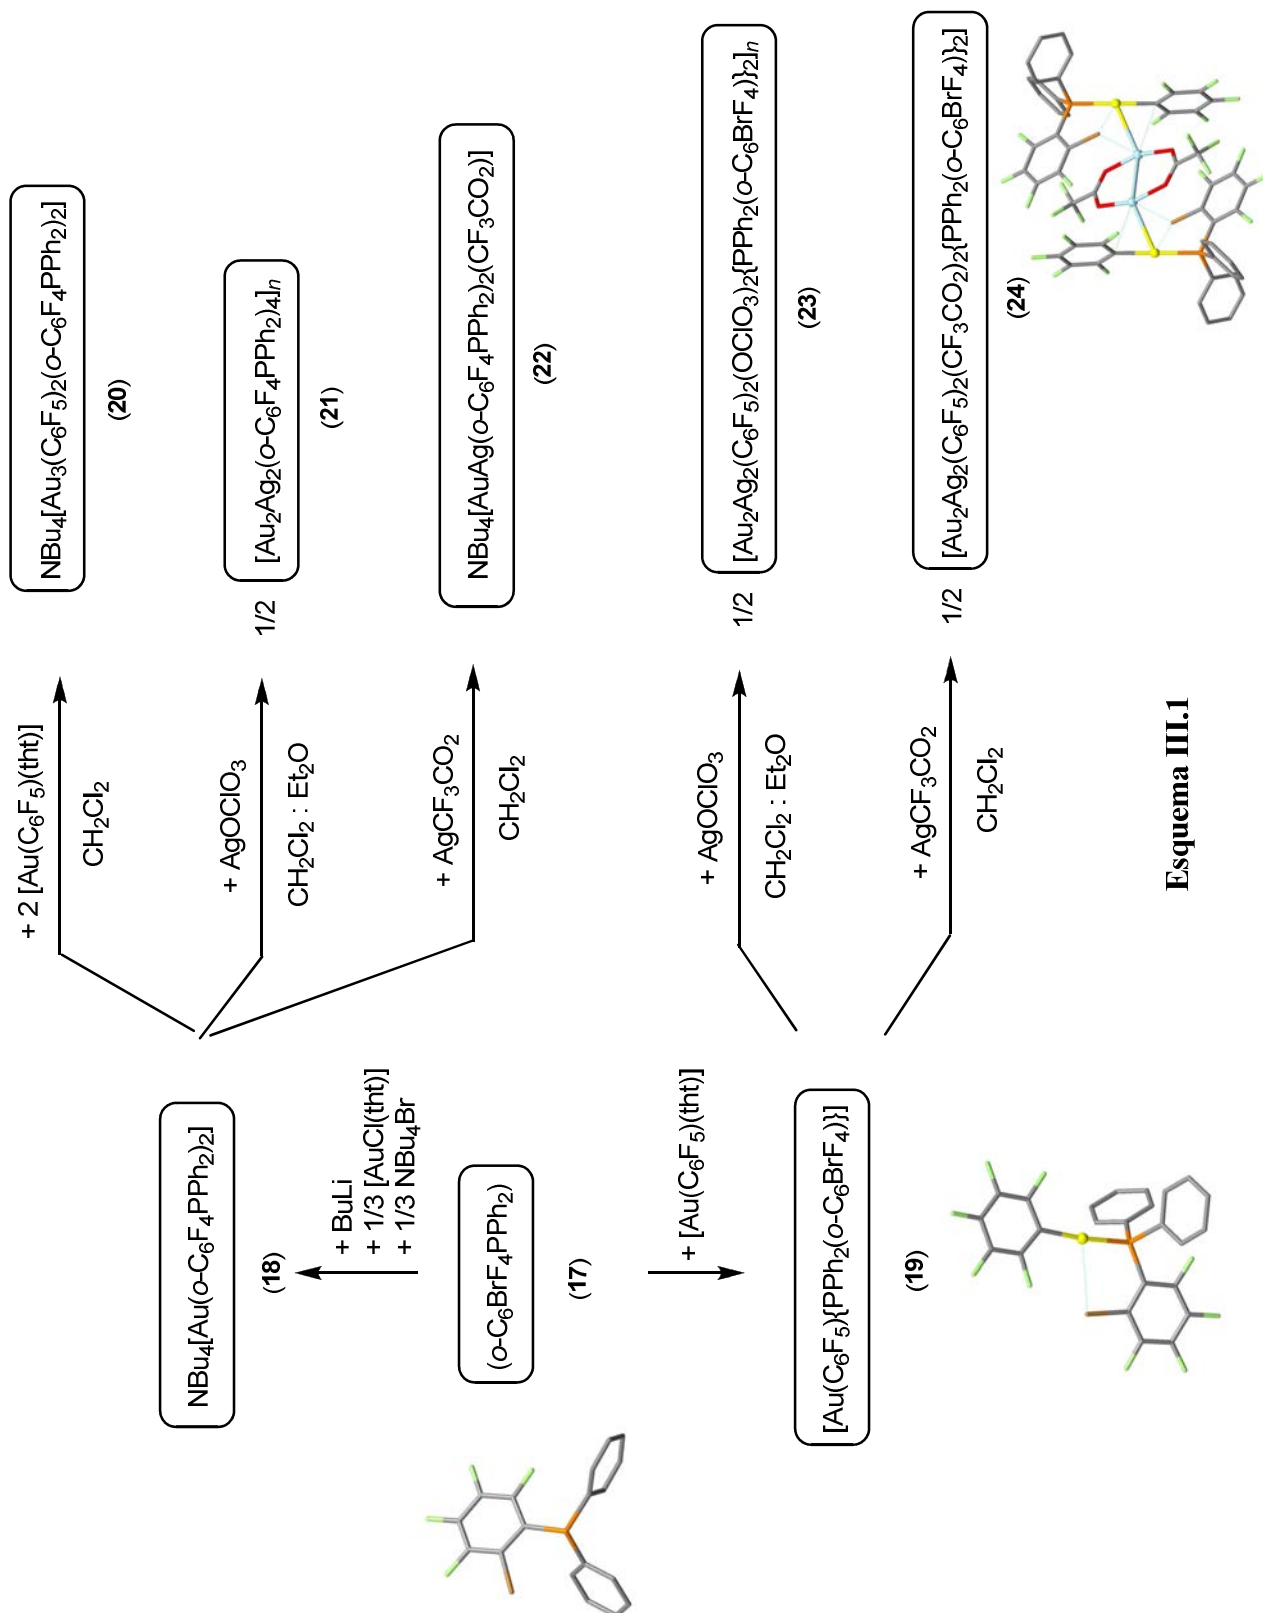 NBu4[Au3(C6F5)2(o-C6F4PPh2)2]
(20)
+ 2 [Au(C6F5)(tht)]
CH2Cl2
[Au2Ag2(o-C6F4PPh2)4]n
1/2
(21)
+ AgOClO3
CH2Cl2 : Et2O
NBu4[AuAg(o-C6F4PPh2)2(CF3CO2)]
(22)
+ AgCF3CO2
CH2Cl2
NBu4[Au(o-C6F4PPh2)2]
(18)
+ BuLi
+ 1/3 [AuCl(tht)]
+ 1/3 NBu4Br
(o-C6BrF4PPh2)
(17)
+ [Au(C6F5)(tht)]
[Au(C6F5){PPh2(o-C6BrF4)}]
(19)
[Au2Ag2(C6F5)2(OClO3)2{PPh2(o-C6BrF4)}2]n
1/2
(23)
+ AgOClO3
CH2Cl2 : Et2O
[Au2Ag2(C6F5)2(CF3CO2)2{PPh2(o-C6BrF4)}2]
1/2
(24)
+ AgCF3CO2
CH2Cl2
Esquema III.1